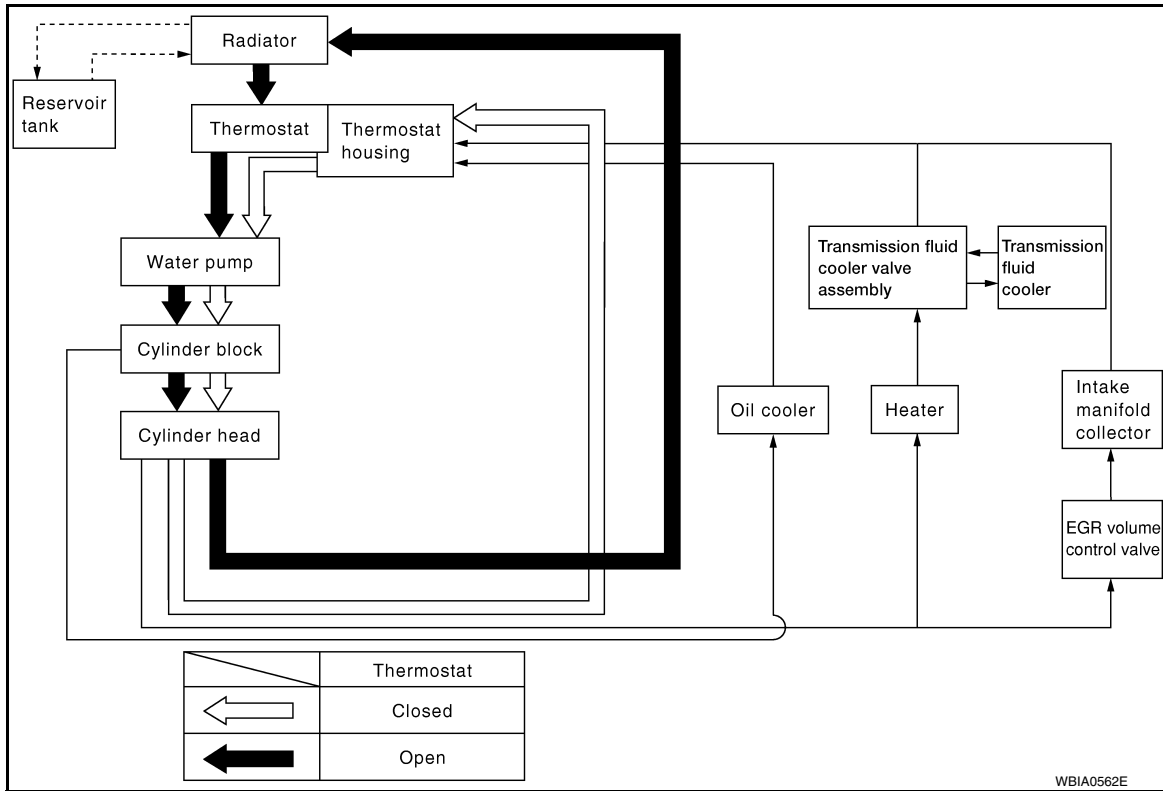 Radiator
Reservoir
tank
Thermostat
Thermostat
housing
Water pump
Cylinder block
Cylinder head
Transmission fluid
cooler valve
assembly
Transmission
fluid
cooler
Oil cooler
Heater
Intake
manifold
collector
EGR volume
control valve
Thermostat
Closed
Open
WBIA0562E